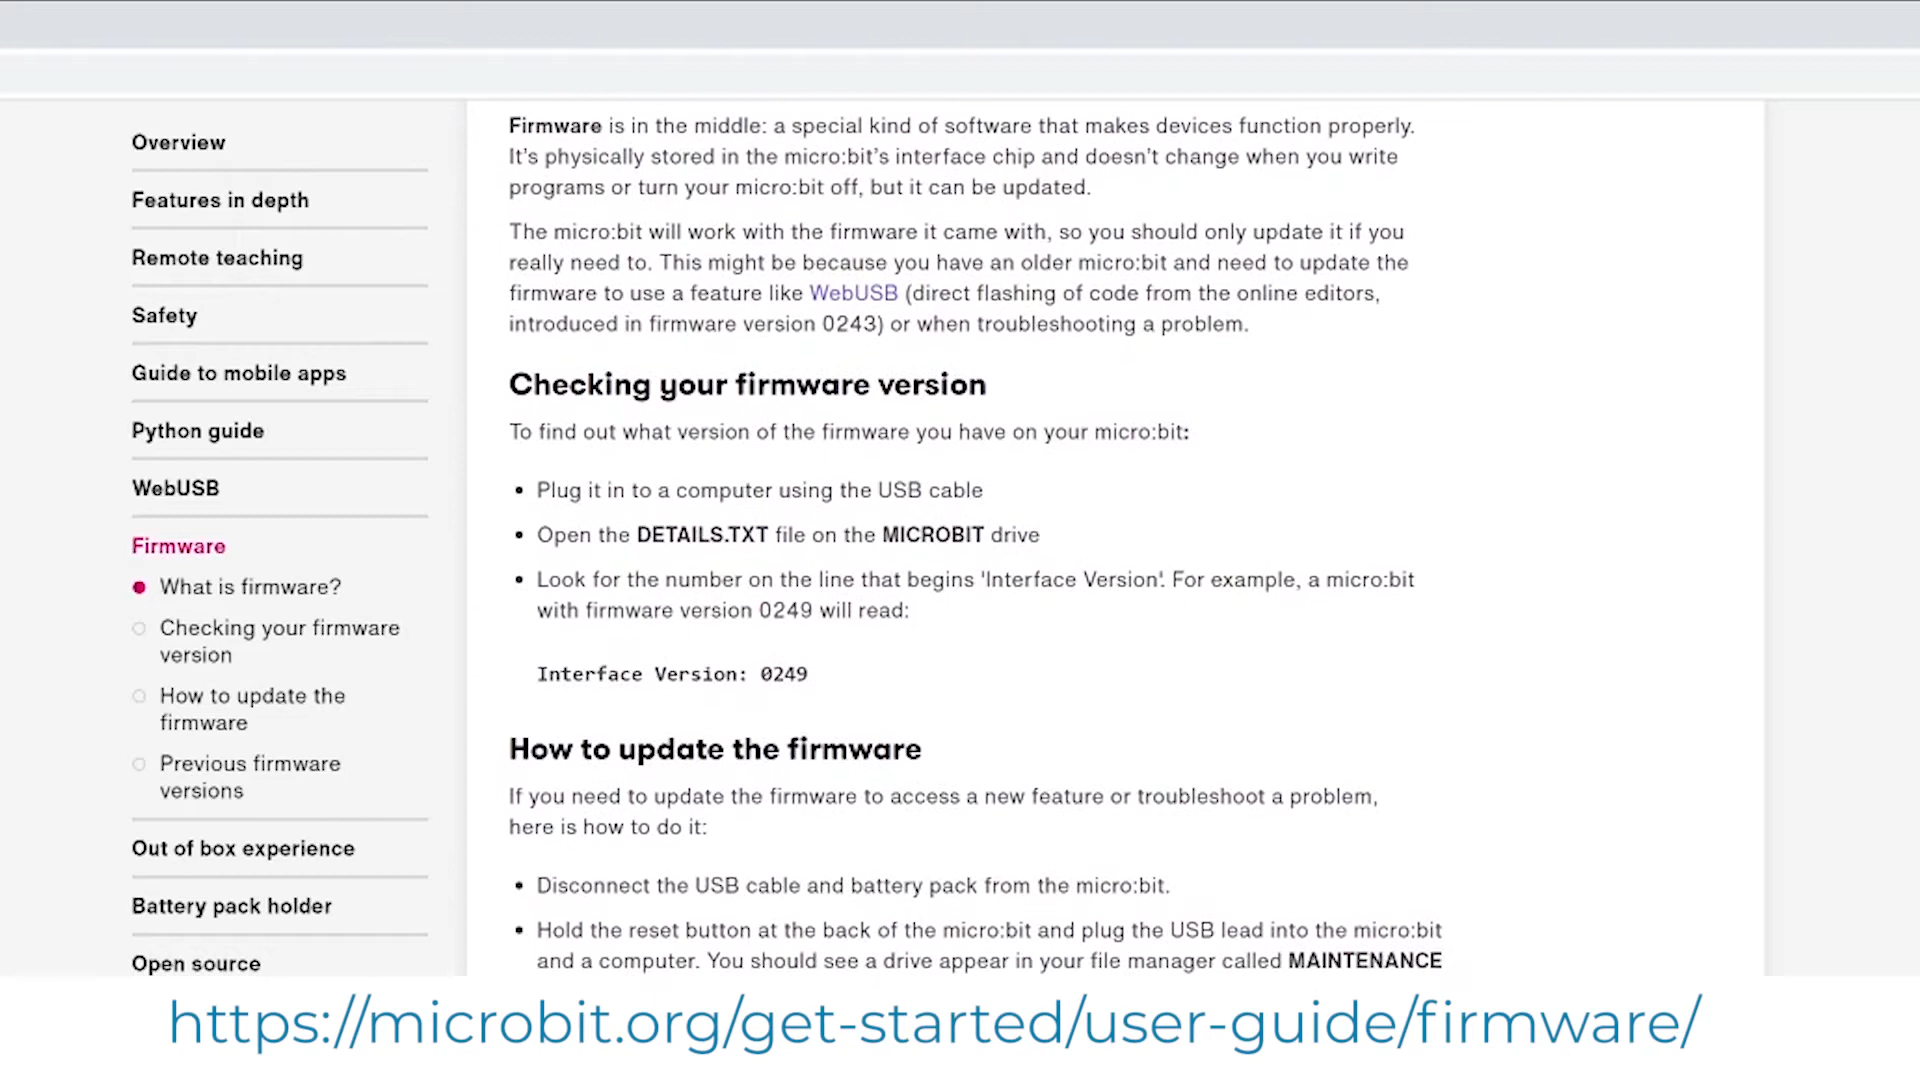 Overview
Features in depth
Remote teaching
Safety
Guide to mobile apps
Python guide
WebUSB
Firmware
What is firmware?
Checking your firmware
version
How to update the
firmware
Previous firmware
versions
Out of box experience
Battery pack holder
Open source
Firmware is in the middle: a special kind of software that makes devices function properly.
It's physically stored in the micro:bit's interface chip and doesn't change when you write
programs or turn your micro:bit off, but it can be updated.
The micro:bit will work with the firmware it came with, so you should only update it if you
really need to. This might be because you have an older micro:bit and need to update the
firmware to use a feature like WebUSB (direct flashing of code from the online editors,
introduced in firmware version 0243) or when troubleshooting a problem.
Checking your firmware version
To find out what version of the firmware you have on your micro:bit:
• Plug it in to a computer using the USB cable
• Open the DETAILS.TXT file on the MICROBIT drive
• Look for the number on the line that begins 'Interface Version'. For example, a micro:bit
with firmware version 0249 will read:
Interface Version: 0249
How to update the firmware
If you need to update the firmware to access a new feature or troubleshoot a problem,
here is how to do it:
• Disconnect the USB cable and battery pack from the micro:bit.
• Hold the reset button at the back of the micro:bit and plug the USB lead into the micro:bit
and a computer. You should see a drive appear in your file manager called MAINTENANCE
https://microbit.org/get-started/user-guide/firmware/